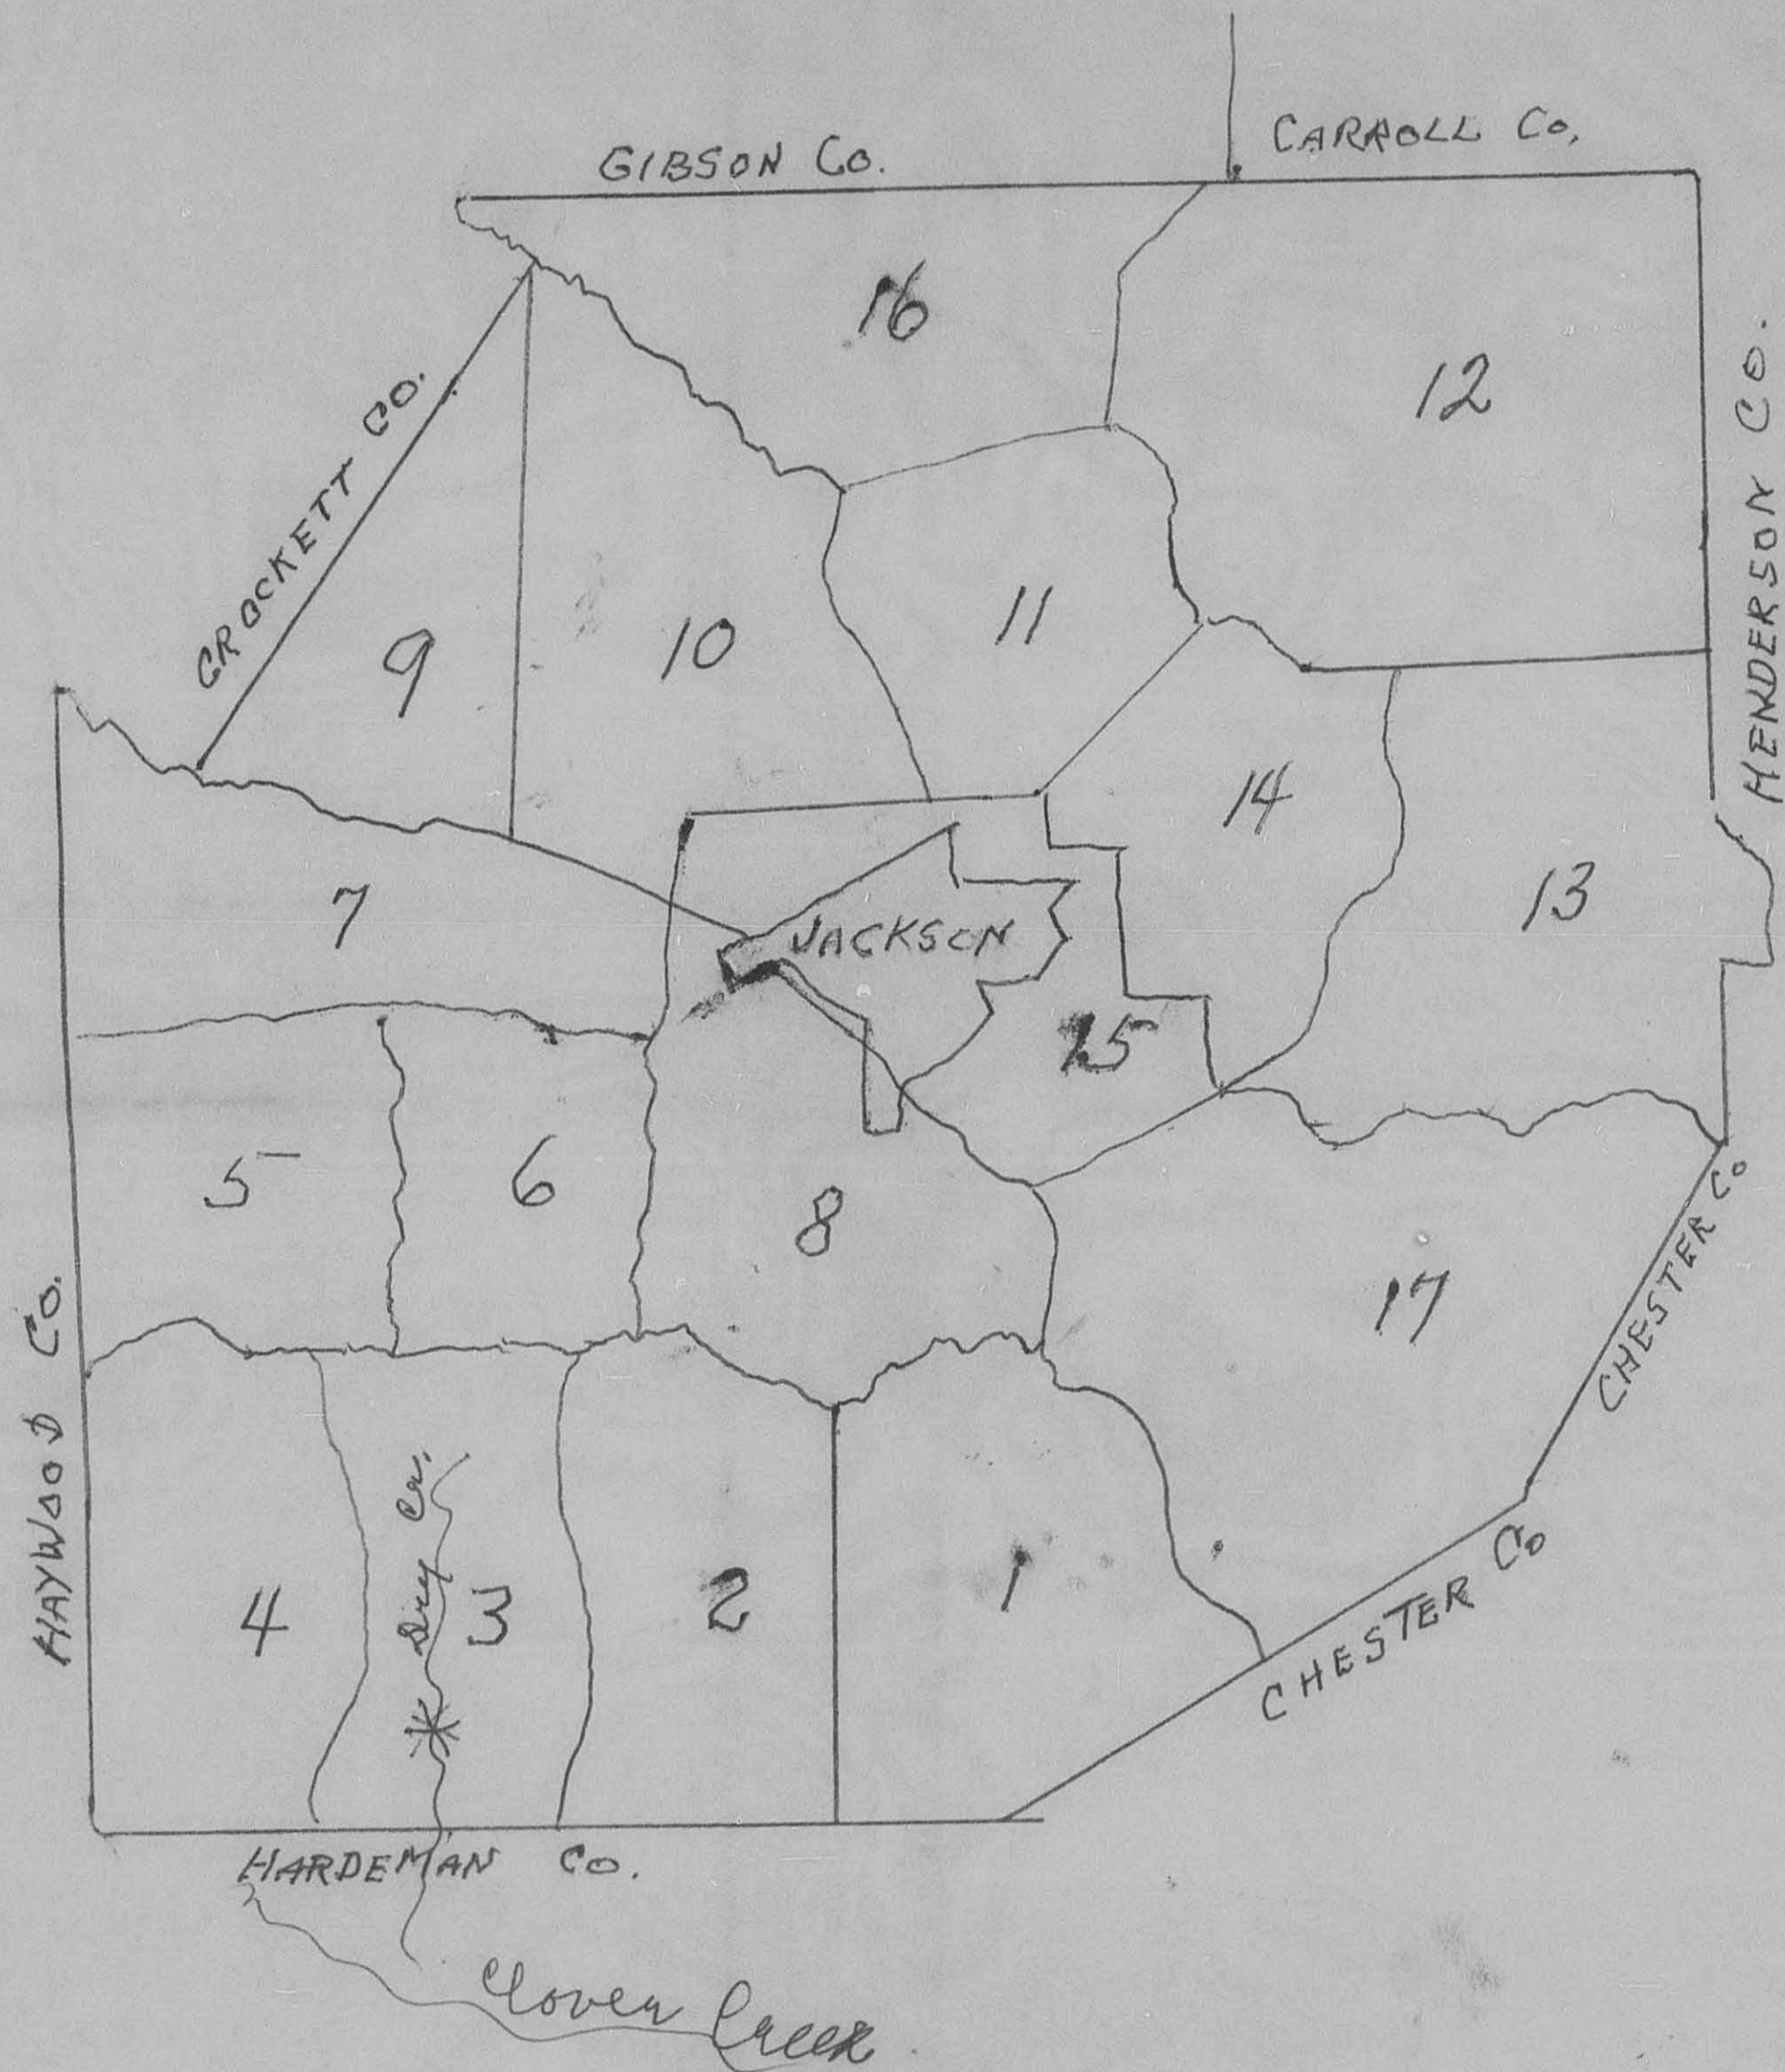 GIBSON Co.
CARROLL Co.
16
12
CROCKETT CO.
HENDERSON CO.
9
10
11
14
7
JACKSON
13
15
5
6
8
17
CHESTER Co
HAYWOOD Co.
Dry Cr.
4
3
2
1
CHESTER Co
HARDEMAN Co.
Clover Creek